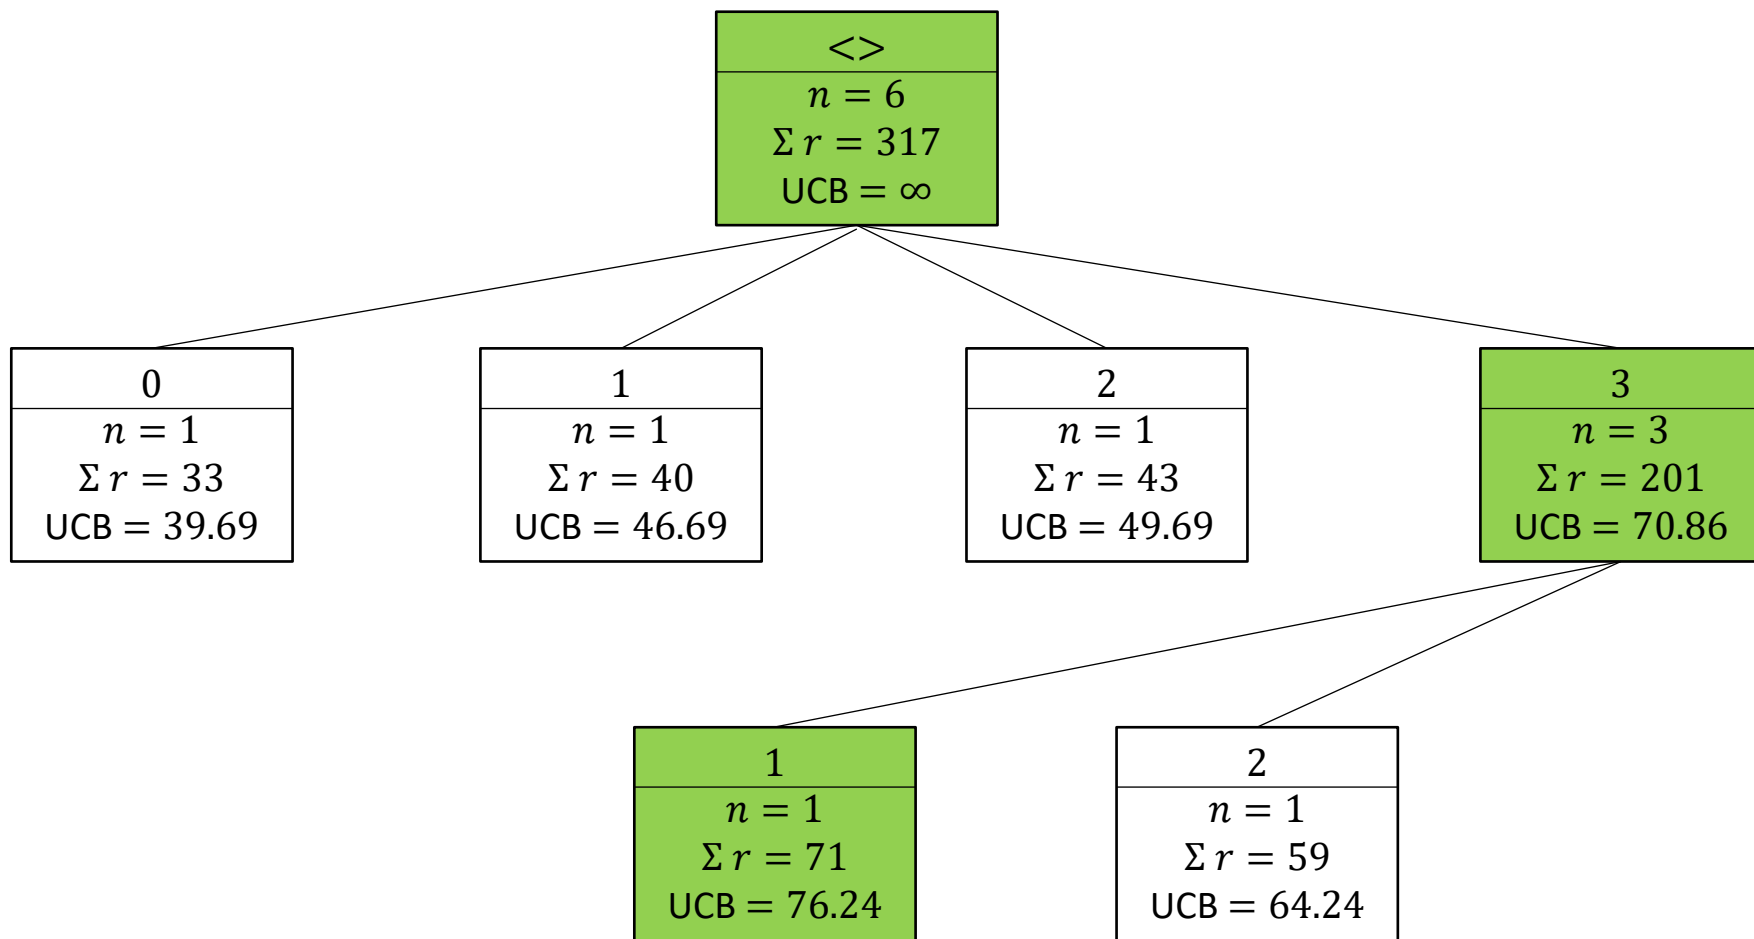 <>
n = 6
Σ r = 317
UCB = ∞
0
n = 1
Σ r = 33
UCB = 39.69
1
n = 1
Σ r = 40
UCB = 46.69
2
n = 1
Σ r = 43
UCB = 49.69
3
n = 3
Σ r = 201
UCB = 70.86
1
n = 1
Σ r = 71
UCB = 76.24
2
n = 1
Σ r = 59
UCB = 64.24